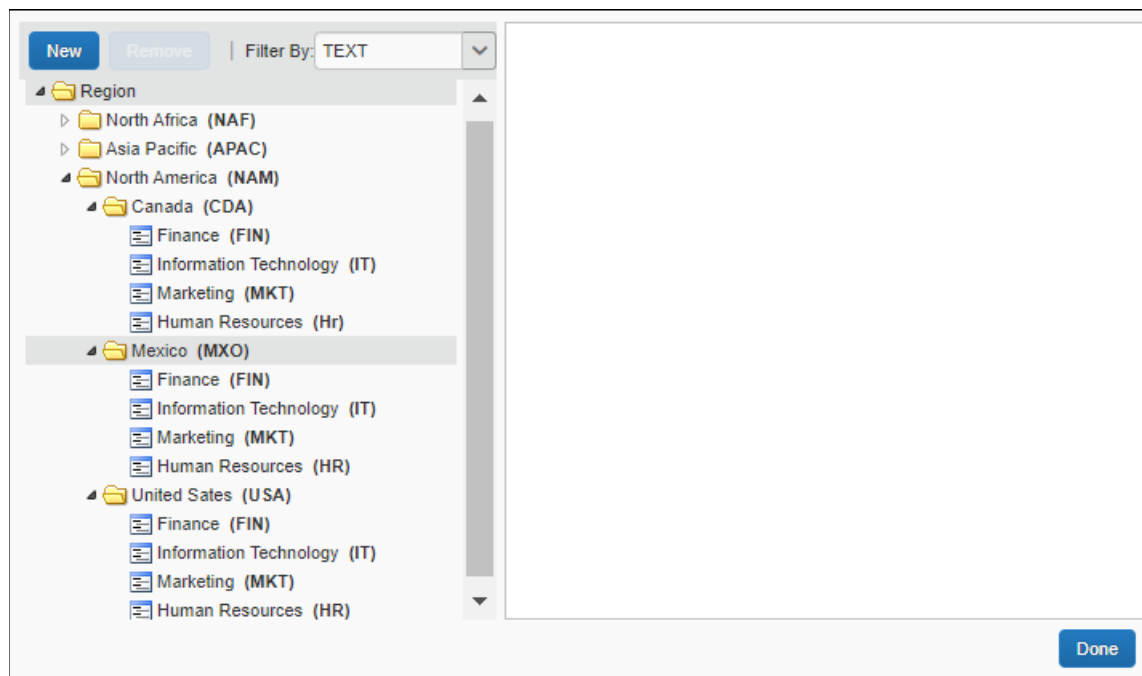 New Remove | Filter By: TEXT
Region
North Africa (NAF)
Asia Pacific (APAC)
North America (NAM)
Canada (CDA)
Finance (FIN)
Information Technology (IT)
Marketing (MKT)
Human Resources (Hr)
Mexico (MXO)
Finance (FIN)
Information Technology (IT)
Marketing (MKT)
Human Resources (HR)
United Sates (USA)
Finance (FIN)
Information Technology (IT)
Marketing (MKT)
Human Resources (HR)
Done